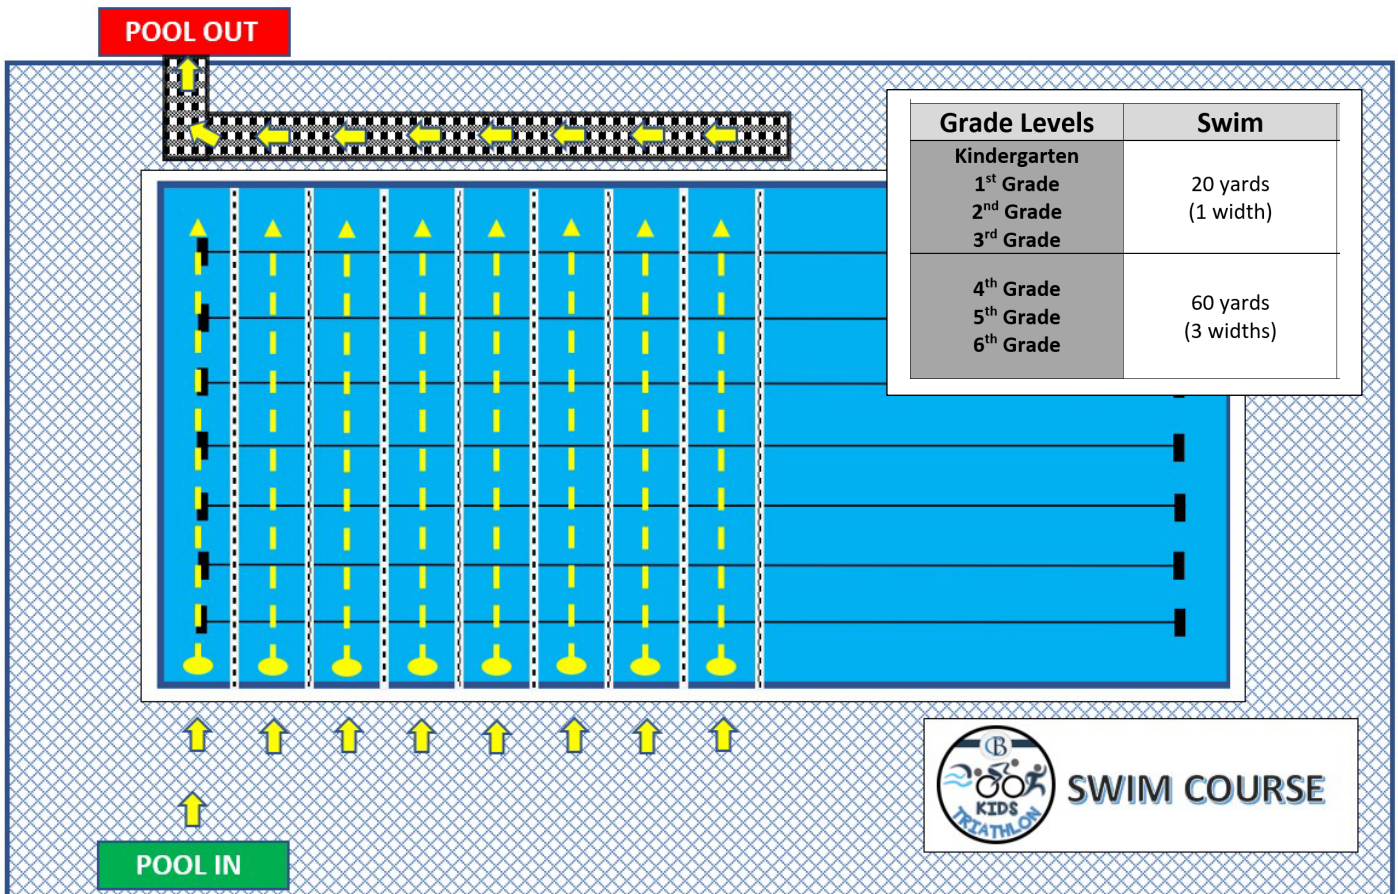 POOL OUT
Grade Levels
Swim
Kindergarten
1st Grade
2nd Grade
3rd Grade
20 yards
(1 width)
4th Grade
5th Grade
6th Grade
60 yards
(3 widths)
CB
KIDS
TRIATHLON
SWIM COURSE
POOL IN